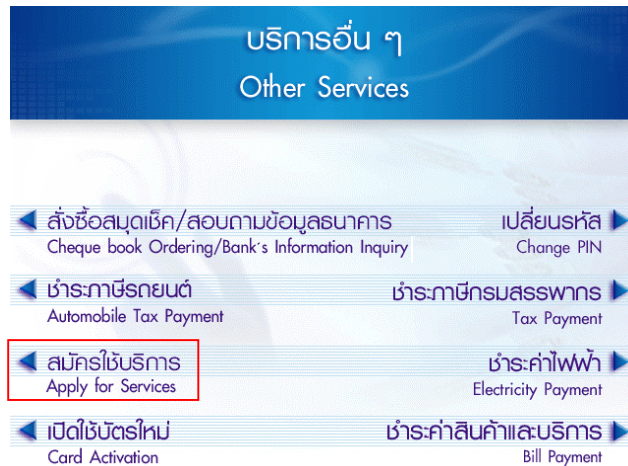 บริการอื่น ๆ
Other Services
สั่งซื้อสมุดเช็ค/สอบถามข้อมูลธนาคาร
Cheque book Ordering/Bank's Information Inquiry
เปลี่ยนรหัส
Change PIN
ชำระภาษีรถยนต์
Automobile Tax Payment
ชำระภาษีกรมสรรพากร
Tax Payment
สมัครใช้บริการ
Apply for Services
ชำระค่าไฟฟ้า
Electricity Payment
เปิดใช้บัตรใหม่
Card Activation
ชำระค่าสินค้าและบริการ
Bill Payment